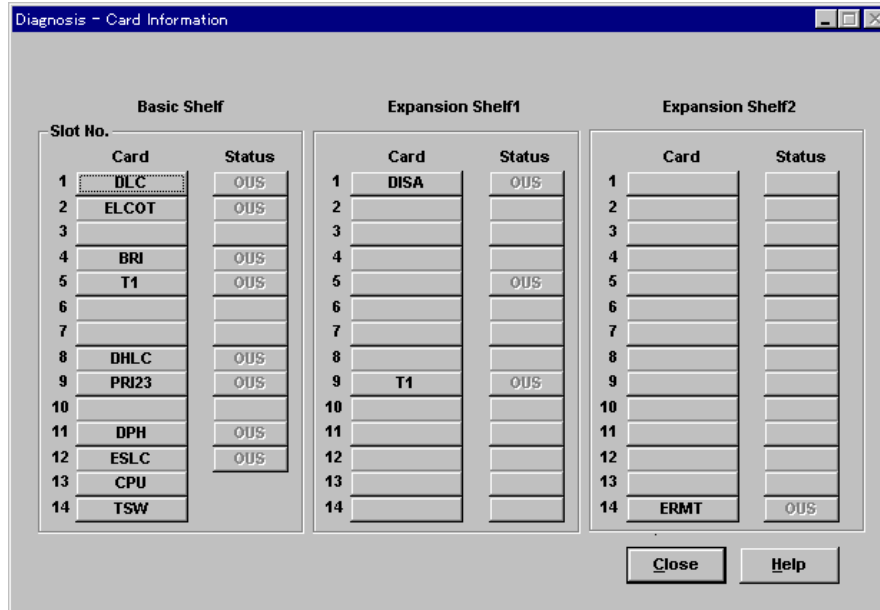 Diagnosis - Card Information
Basic Shelf Expansion Shelf1 Expansion Shelf2
Slot No.
Card Status Card Status Card Status
1 DLC OUS 1 DISA OUS 1
2 ELCOT OUS 2 2
3 3 3
4 BRI OUS 4 4
5 T1 OUS 5 OUS 5
6 6 6
7 7 7
8 DHLC OUS 8 8
9 PRI23 OUS 9 T1 OUS 9
10 10 10
11 DPH OUS 11 11
12 ESLC OUS 12 12
13 CPU 13 13
14 TSW 14 14 ERMT OUS
Close Help